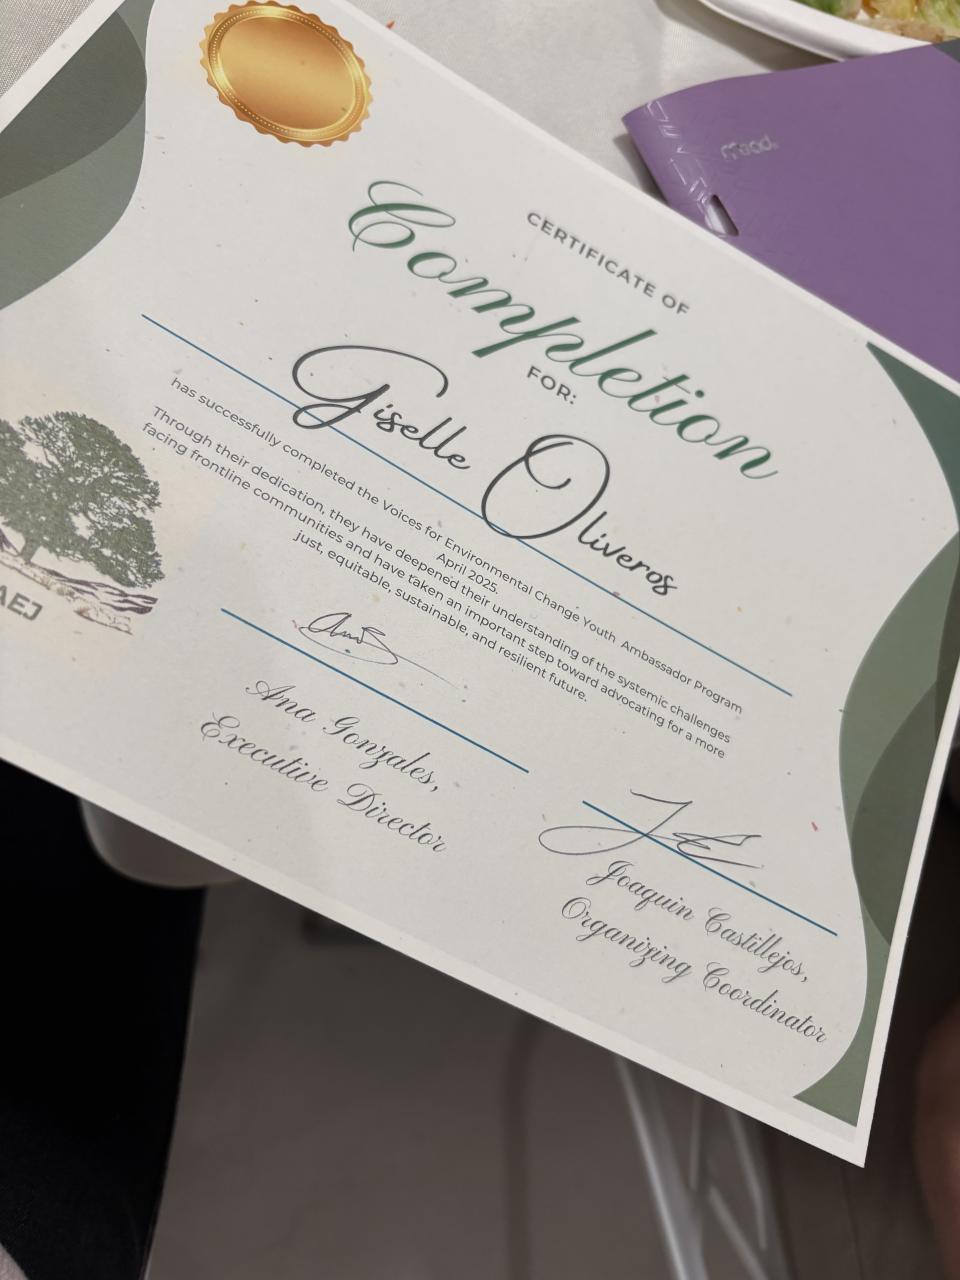 mead
CERTIFICATE OF
Completion
FOR:
Giselle Oliveros
has successfully completed the Voices for Environmental Change Youth Ambassador Program
April 2025.
Through their dedication, they have deepened their understanding of the systemic challenges
facing frontline communities and have taken an important step toward advocating for a more
just, equitable, sustainable, and resilient future.
AEJ
Ana Gonzales,
Executive Director
Joaquin Castillejos,
Organizing Coordinator